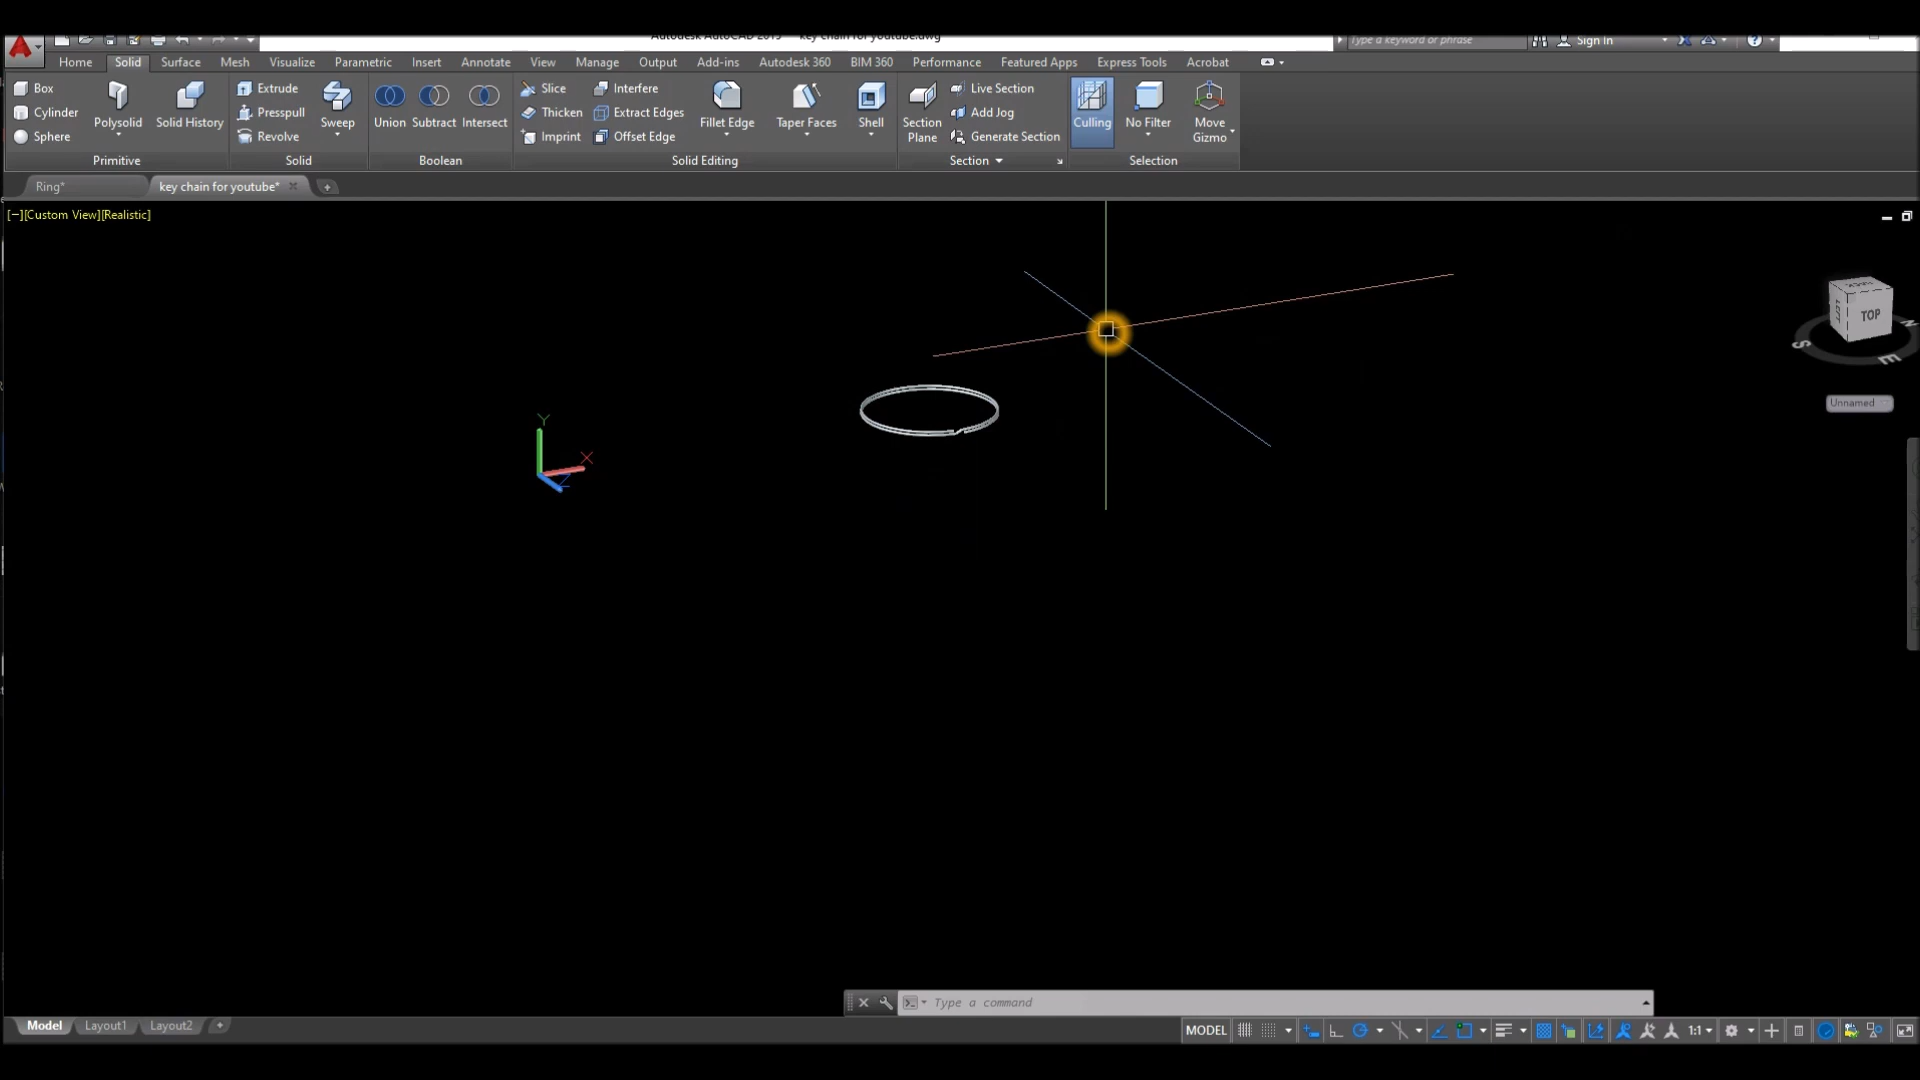 Autodesk AutoCAD 2015 key chain for youtube.dwg
Type a keyword or phrase
Sign In
Home Solid Surface Mesh Visualize Parametric Insert Annotate View Manage Output Add-ins Autodesk 360 BIM 360 Performance Featured Apps Express Tools Acrobat
Box
Cylinder
Sphere
Polysolid
Solid History
Extrude
Presspull
Revolve
Sweep
Union
Subtract
Intersect
Slice
Thicken
Imprint
Interfere
Extract Edges
Offset Edge
Fillet Edge
Taper Faces
Shell
Section
Plane
Live Section
Add Jog
Generate Section
Culling
No Filter
Move
Gizmo
Primitive
Solid
Boolean
Solid Editing
Section
Selection
Ring*
key chain for youtube*
[−][Custom View][Realistic]
Y
X
Z
LEFT
TOP
S
E
N
Unnamed
Type a command
Model
Layout1
Layout2
MODEL
1:1